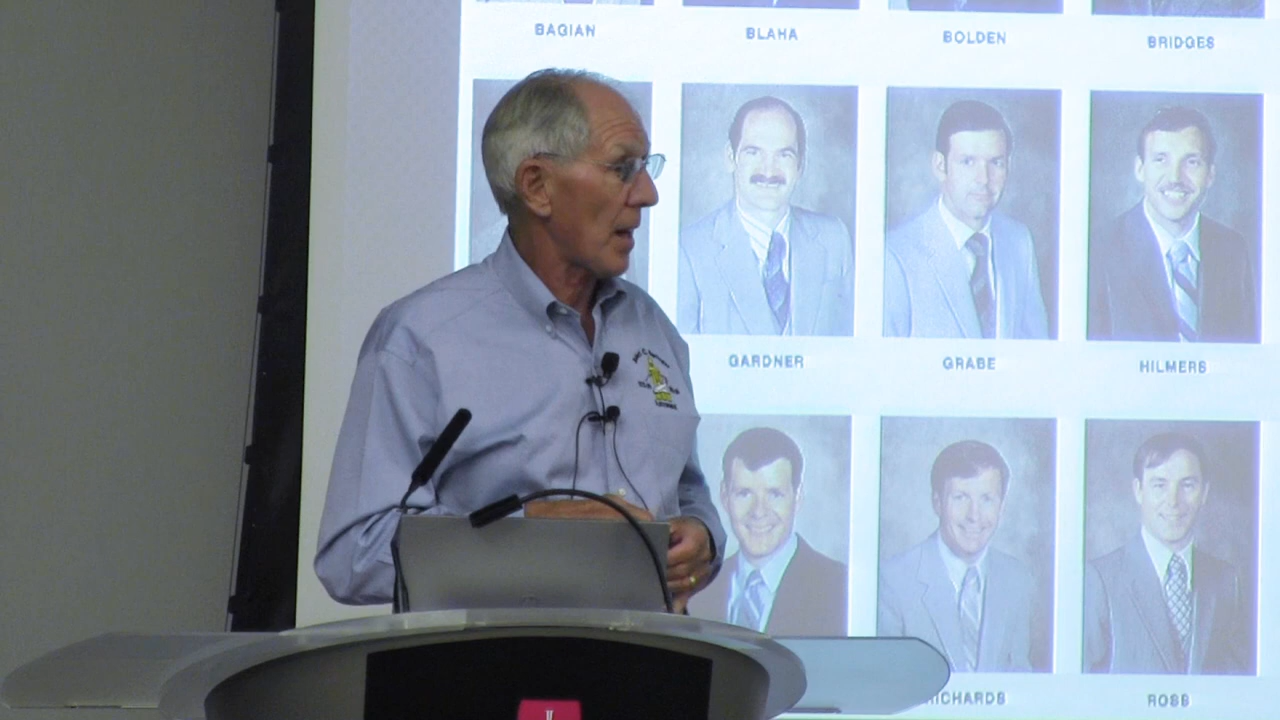 BAGIAN BLAHA BOLDEN BRIDGES
GARDNER GRABE HILMERS
RICHARDS ROSS